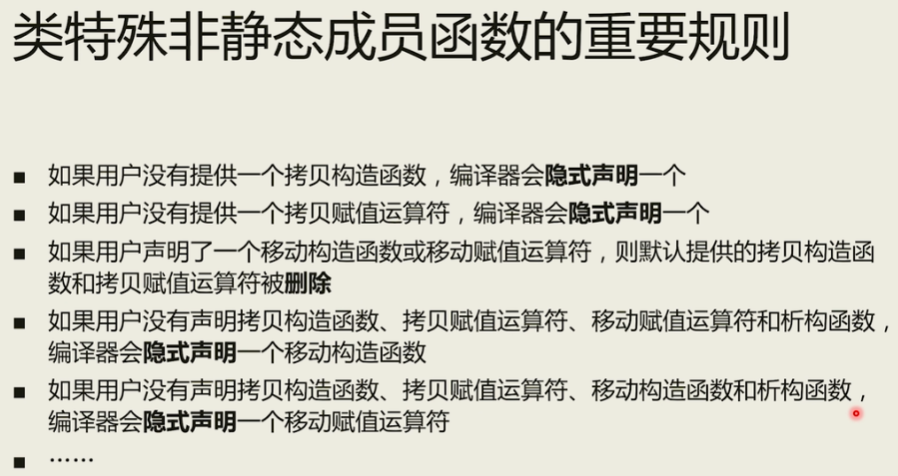 类特殊非静态成员函数的重要规则
■ 如果用户没有提供一个拷贝构造函数，编译器会隐式声明一个
■ 如果用户没有提供一个拷贝赋值运算符，编译器会隐式声明一个
■ 如果用户声明了一个移动构造函数或移动赋值运算符，则默认提供的拷贝构造函
数和拷贝赋值运算符被删除
■ 如果用户没有声明拷贝构造函数、拷贝赋值运算符、移动赋值运算符和析构函数，
编译器会隐式声明一个移动构造函数
■ 如果用户没有声明拷贝构造函数、拷贝赋值运算符、移动构造函数和析构函数，
编译器会隐式声明一个移动赋值运算符
■ ……